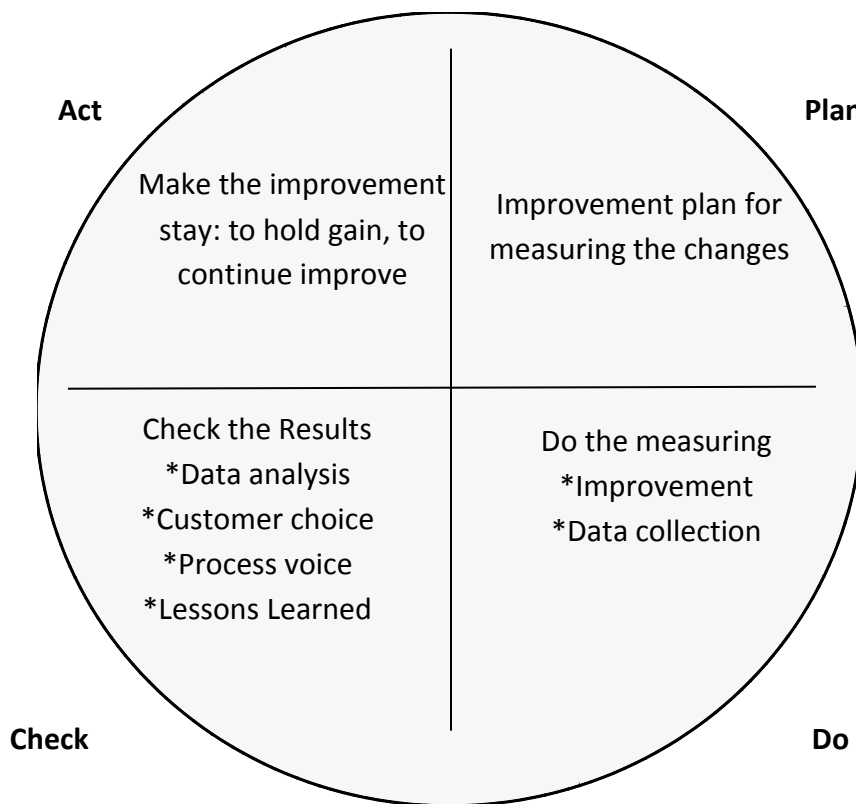 Act
Plan
Make the improvement
stay: to hold gain, to
continue improve
Improvement plan for
measuring the changes
Check the Results
*Data analysis
*Customer choice
*Process voice
*Lessons Learned
Do the measuring
*Improvement
*Data collection
Check
Do